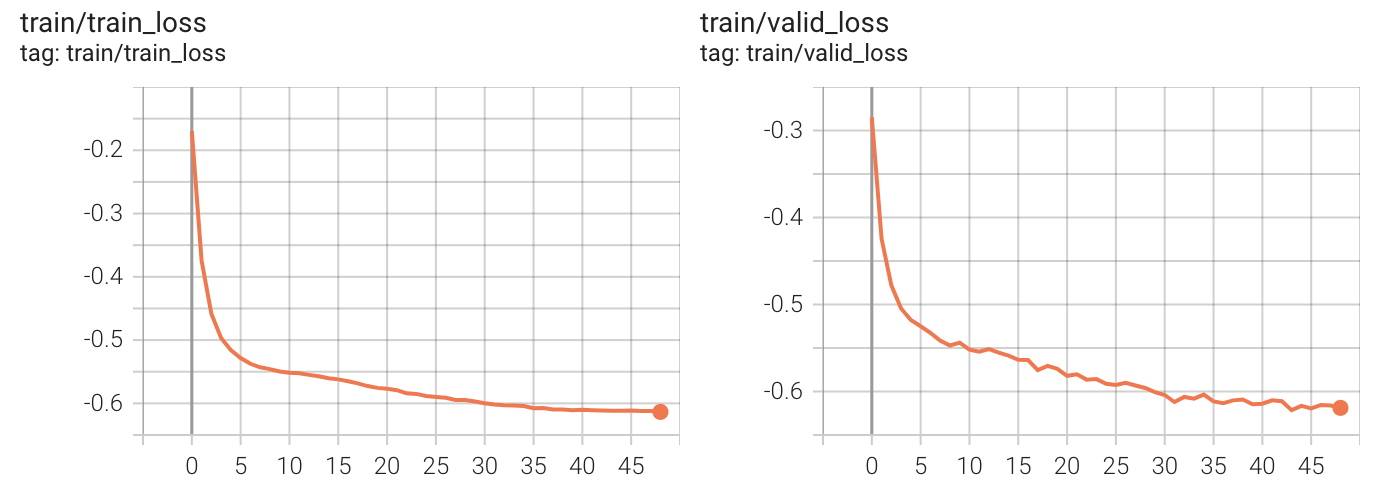 train/train_loss
tag: train/train_loss
-0.2
-0.3
-0.4
-0.5
-0.6
0 5 10 15 20 25 30 35 40 45
train/valid_loss
tag: train/valid_loss
-0.3
-0.4
-0.5
-0.6
0 5 10 15 20 25 30 35 40 45